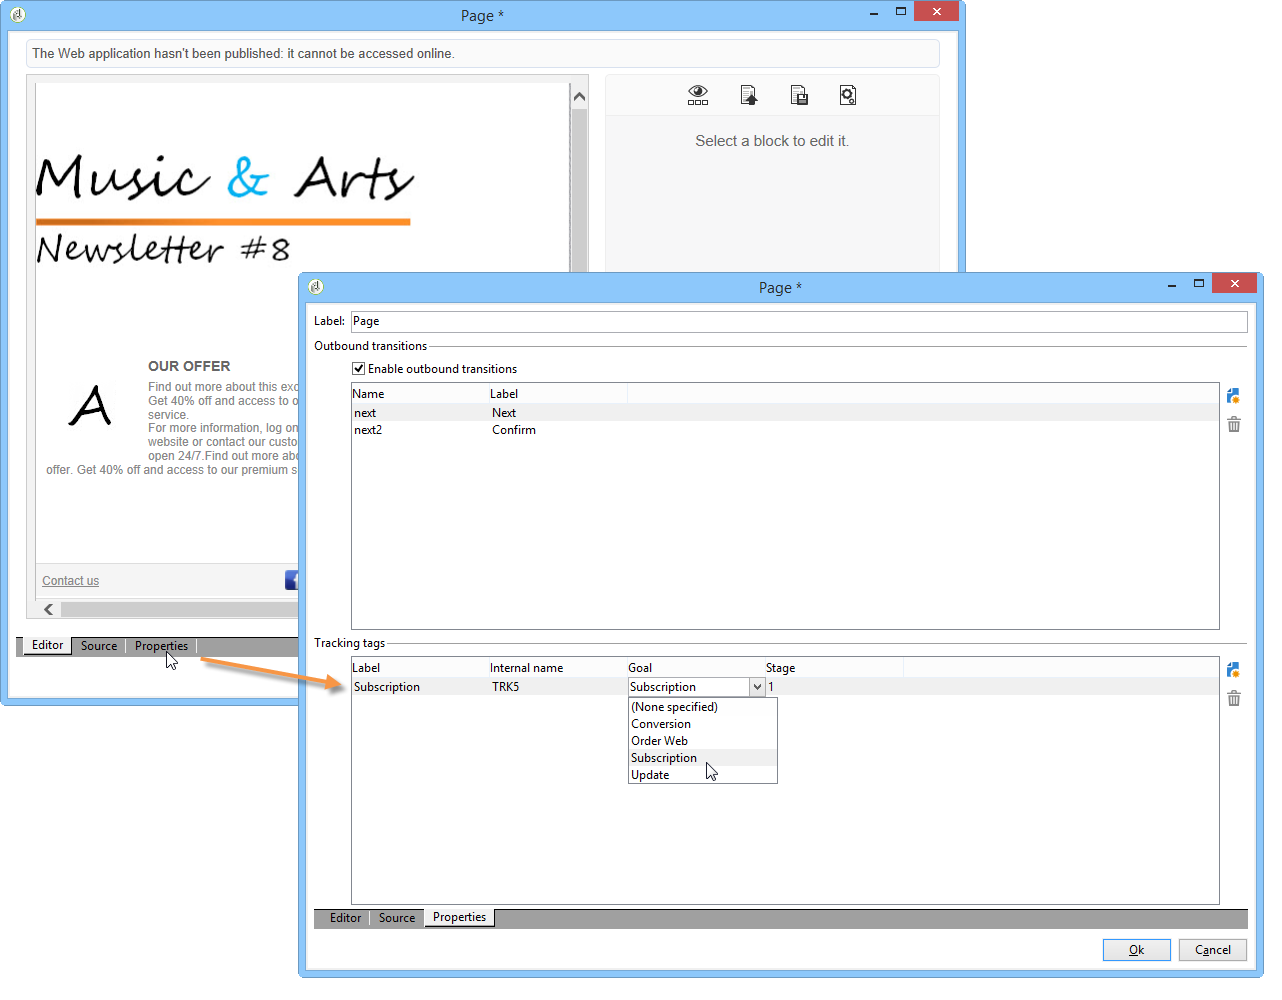 Page *
The Web application hasn't been published: it cannot be accessed online.
Select a block to edit it.
Music & Arts
Newsletter #8
OUR OFFER
Find out more about this exc
Get 40% off and access to o
service.
For more information, log on
website or contact our custo
open 24/7.Find out more abo
offer. Get 40% off and access to our premium s
A
Contact us
Editor Source Properties
Page *
Label: Page
Outbound transitions
Enable outbound transitions
Name Label
next Next
next2 Confirm
Tracking tags
Label Internal name Goal Stage
Subscription TRK5 Subscription 1
(None specified)
Conversion
Order Web
Subscription
Update
Editor Source Properties
Ok Cancel